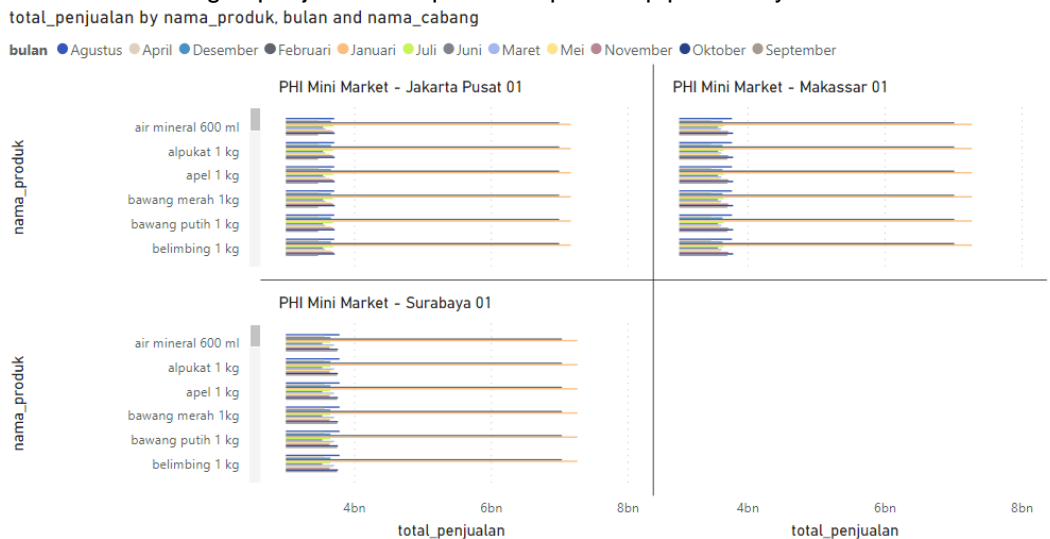 total_penjualan by nama_produk, bulan and nama_cabang
bulan Agustus April Desember Februari Januari Juli Juni Maret Mei November Oktober September
PHI Mini Market - Jakarta Pusat 01
PHI Mini Market - Makassar 01
nama_produk
air mineral 600 ml
alpukat 1 kg
apel 1 kg
bawang merah 1kg
bawang putih 1 kg
belimbing 1 kg
PHI Mini Market - Surabaya 01
nama_produk
air mineral 600 ml
alpukat 1 kg
apel 1 kg
bawang merah 1kg
bawang putih 1 kg
belimbing 1 kg
4bn 6bn 8bn 4bn 6bn 8bn
total_penjualan total_penjualan